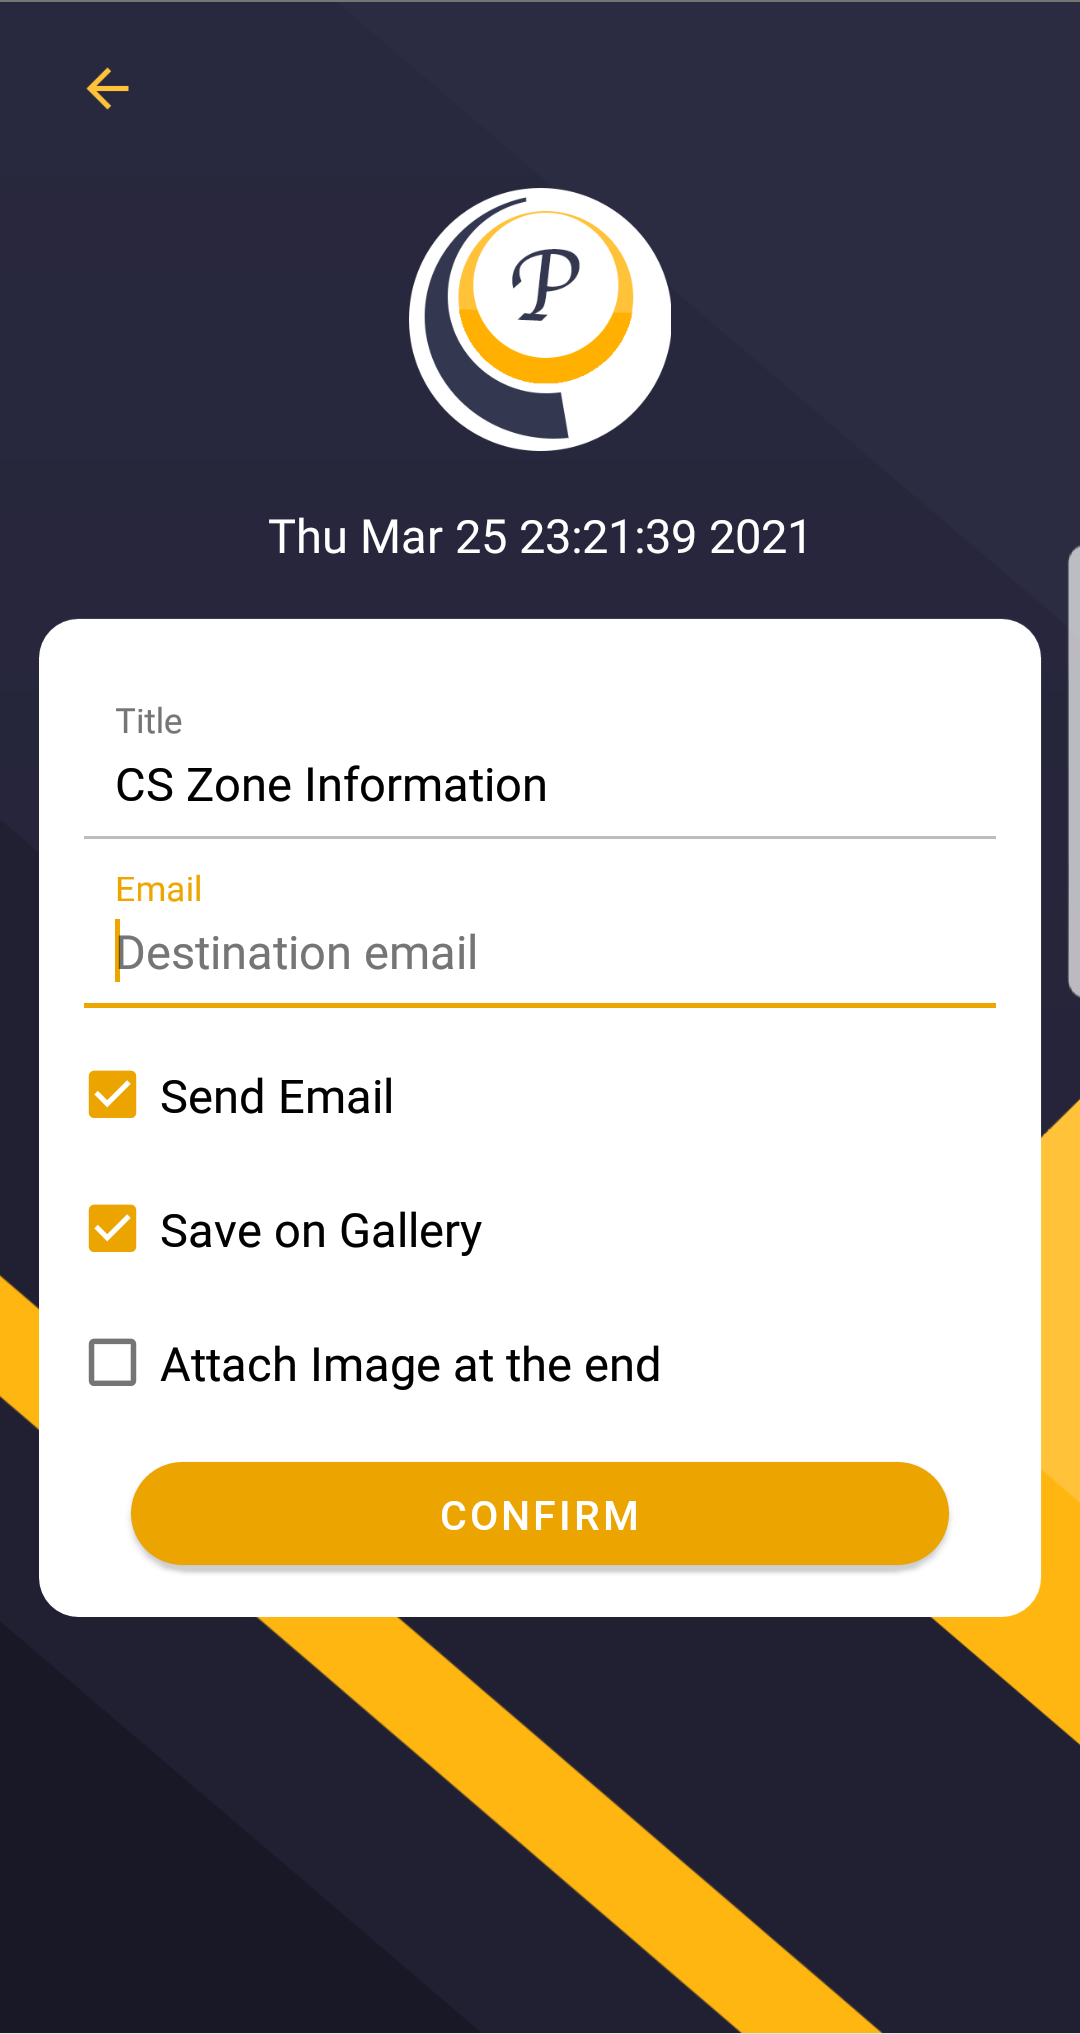 P
Thu Mar 25 23:21:39 2021
Title
CS Zone Information
Email
Destination email
Send Email
Save on Gallery
Attach Image at the end
CONFIRM